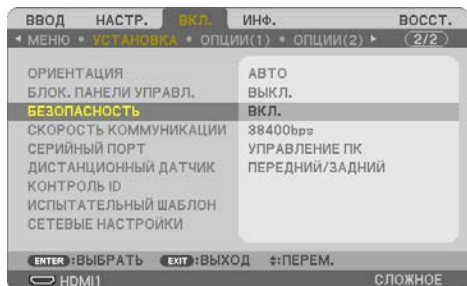 ВВОД НАСТР. ВКЛ. ИНФ. ВОССТ.
МЕНЮ • УСТАНОВКА • ОПЦИИ(1) • ОПЦИИ(2) (2/2)
ОРИЕНТАЦИЯ АВТО
БЛОК. ПАНЕЛИ УПРАВЛ. ВЫКЛ.
БЕЗОПАСНОСТЬ ВКЛ.
СКОРОСТЬ КОММУНИКАЦИИ 38400bps
СЕРИЙНЫЙ ПОРТ УПРАВЛЕНИЕ ПК
ДИСТАНЦИОННЫЙ ДАТЧИК ПЕРЕДНИЙ/ЗАДНИЙ
КОНТРОЛЬ ID
ИСПЫТАТЕЛЬНЫЙ ШАБЛОН
СЕТЕВЫЕ НАСТРОЙКИ
ENTER :ВЫБРАТЬ EXIT :ВЫХОД :ПЕРЕМ.
HDMI1 СЛОЖНОЕ